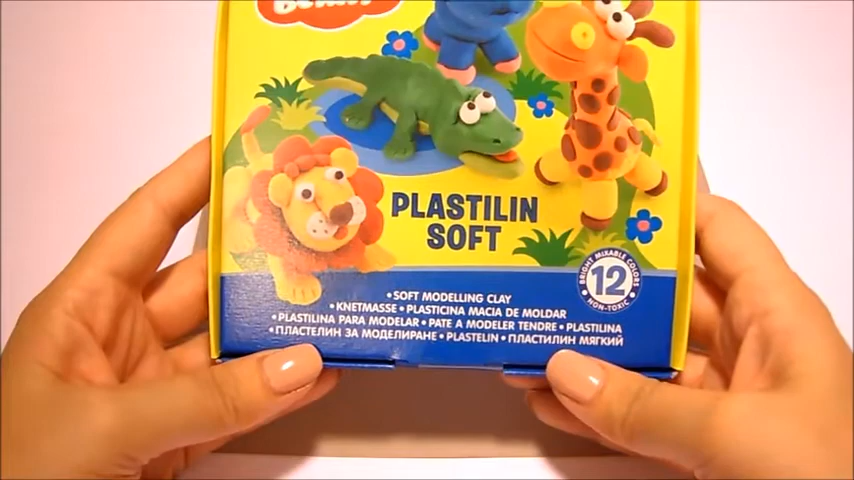 PLASTILIN
SOFT
BRIGHT MIXABLE COLORS
12
NON-TOXIC
• SOFT MODELLING CLAY
• KNETMASSE • PLASTICINA MACIA DE MOLDAR
• PLASTILINA PARA MODELAR • PATE A MODELER TENDRE • PLASTILINA
• ПЛАСТЕЛИН ЗА МОДЕЛИРАНЕ • PLASTELIN • ПЛАСТИЛИН МЯГКИЙ